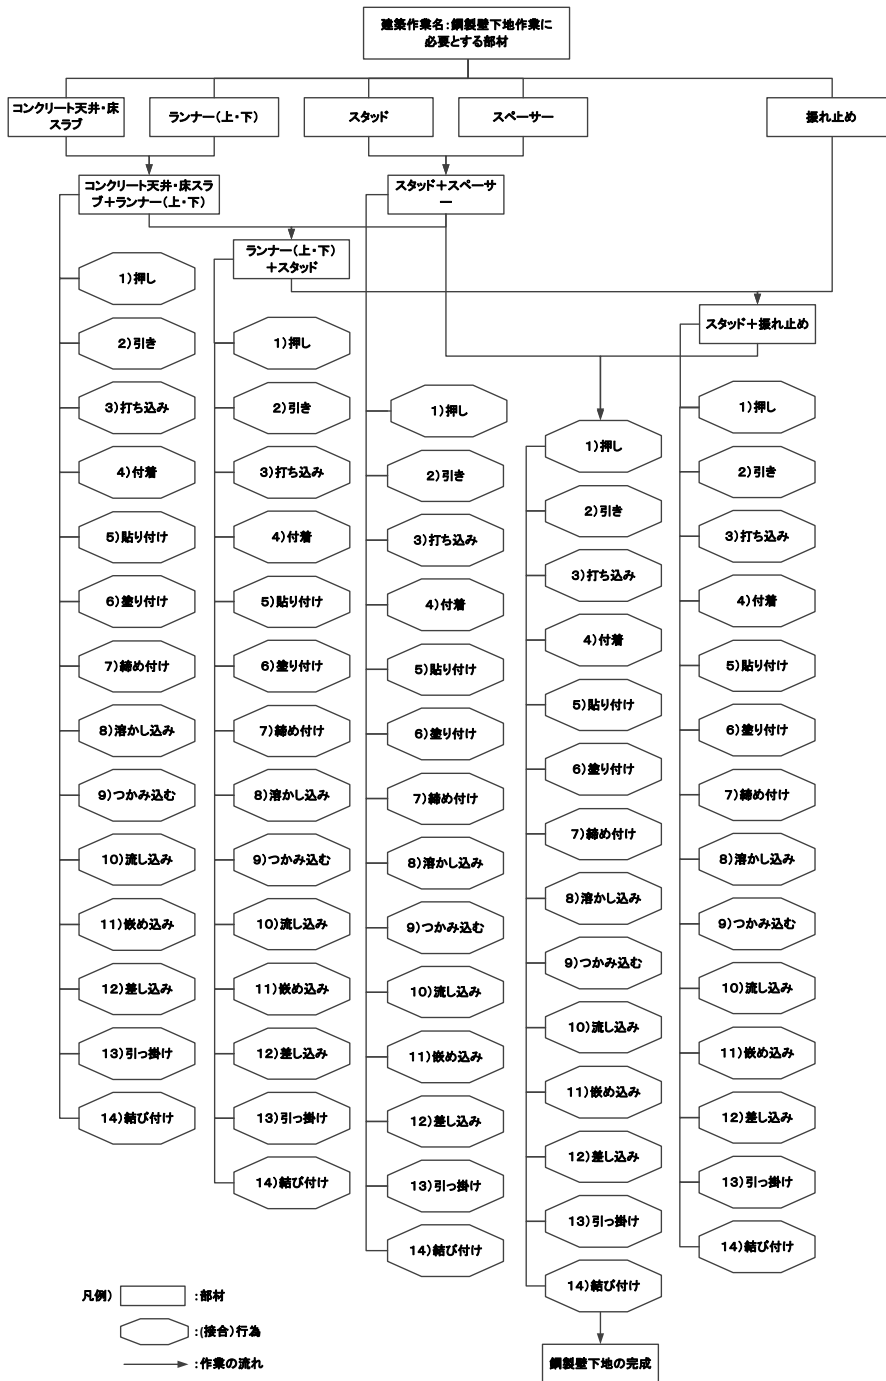 建築作業名:鋼製壁下地作業に
必要とする部材
コンクリート天井・床
スラブ
ランナー(上・下)
スタッド
スペーサー
振れ止め
コンクリート天井・床スラ
ブ+ランナー(上・下)
スタッド+スペーサ
ー
ランナー(上・下)
+スタッド
スタッド+振れ止め
1)押し
2)引き
3)打ち込み
4)付着
5)貼り付け
6)塗り付け
7)締め付け
8)溶かし込み
9)つかみ込む
10)流し込み
11)嵌め込み
12)差し込み
13)引っ掛け
14)結び付け
1)押し
2)引き
3)打ち込み
4)付着
5)貼り付け
6)塗り付け
7)締め付け
8)溶かし込み
9)つかみ込む
10)流し込み
11)嵌め込み
12)差し込み
13)引っ掛け
14)結び付け
1)押し
2)引き
3)打ち込み
4)付着
5)貼り付け
6)塗り付け
7)締め付け
8)溶かし込み
9)つかみ込む
10)流し込み
11)嵌め込み
12)差し込み
13)引っ掛け
14)結び付け
1)押し
2)引き
3)打ち込み
4)付着
5)貼り付け
6)塗り付け
7)締め付け
8)溶かし込み
9)つかみ込む
10)流し込み
11)嵌め込み
12)差し込み
13)引っ掛け
14)結び付け
1)押し
2)引き
3)打ち込み
4)付着
5)貼り付け
6)塗り付け
7)締め付け
8)溶かし込み
9)つかみ込む
10)流し込み
11)嵌め込み
12)差し込み
13)引っ掛け
14)結び付け
凡例) :部材
:(接合)行為
:作業の流れ
鋼製壁下地の完成